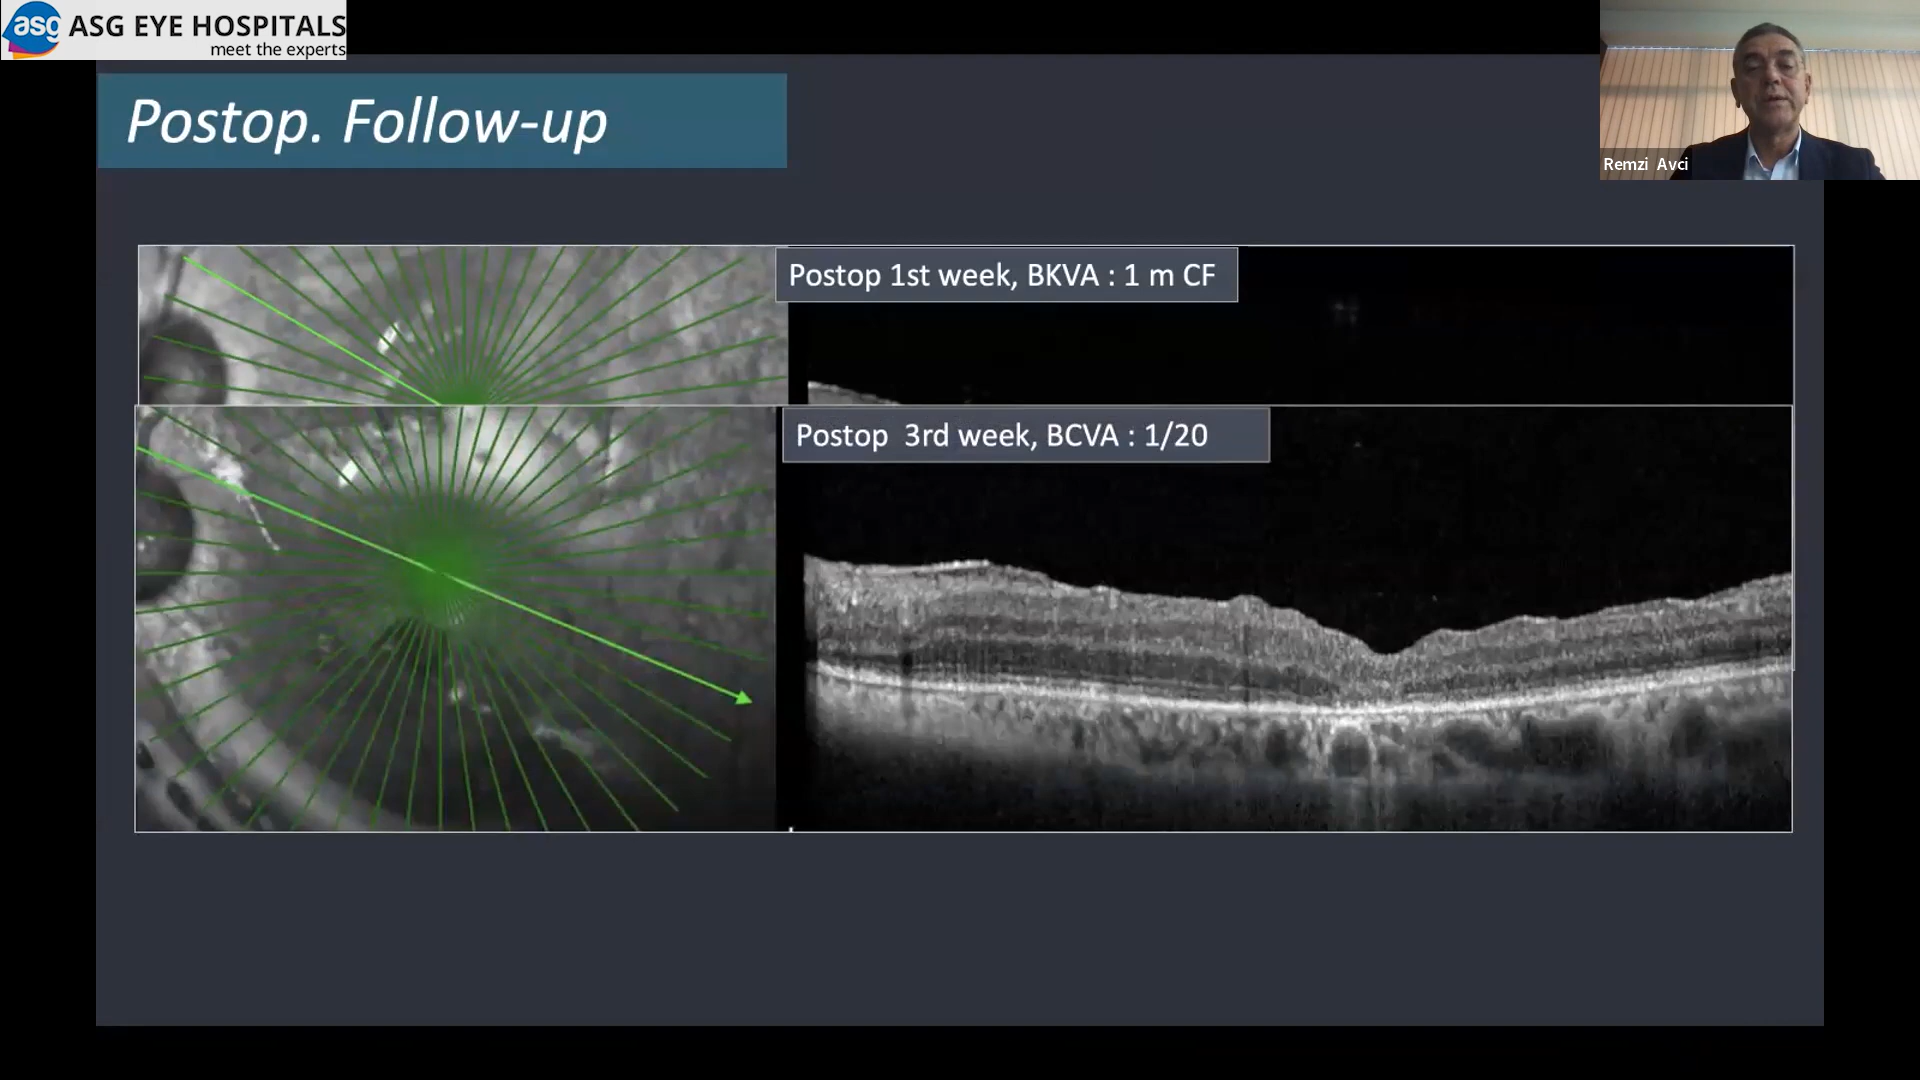 asg ASG EYE HOSPITALS
meet the experts
Postop. Follow-up
Remzi Avci
Postop 1st week, BKVA : 1 m CF
Postop 3rd week, BCVA : 1/20